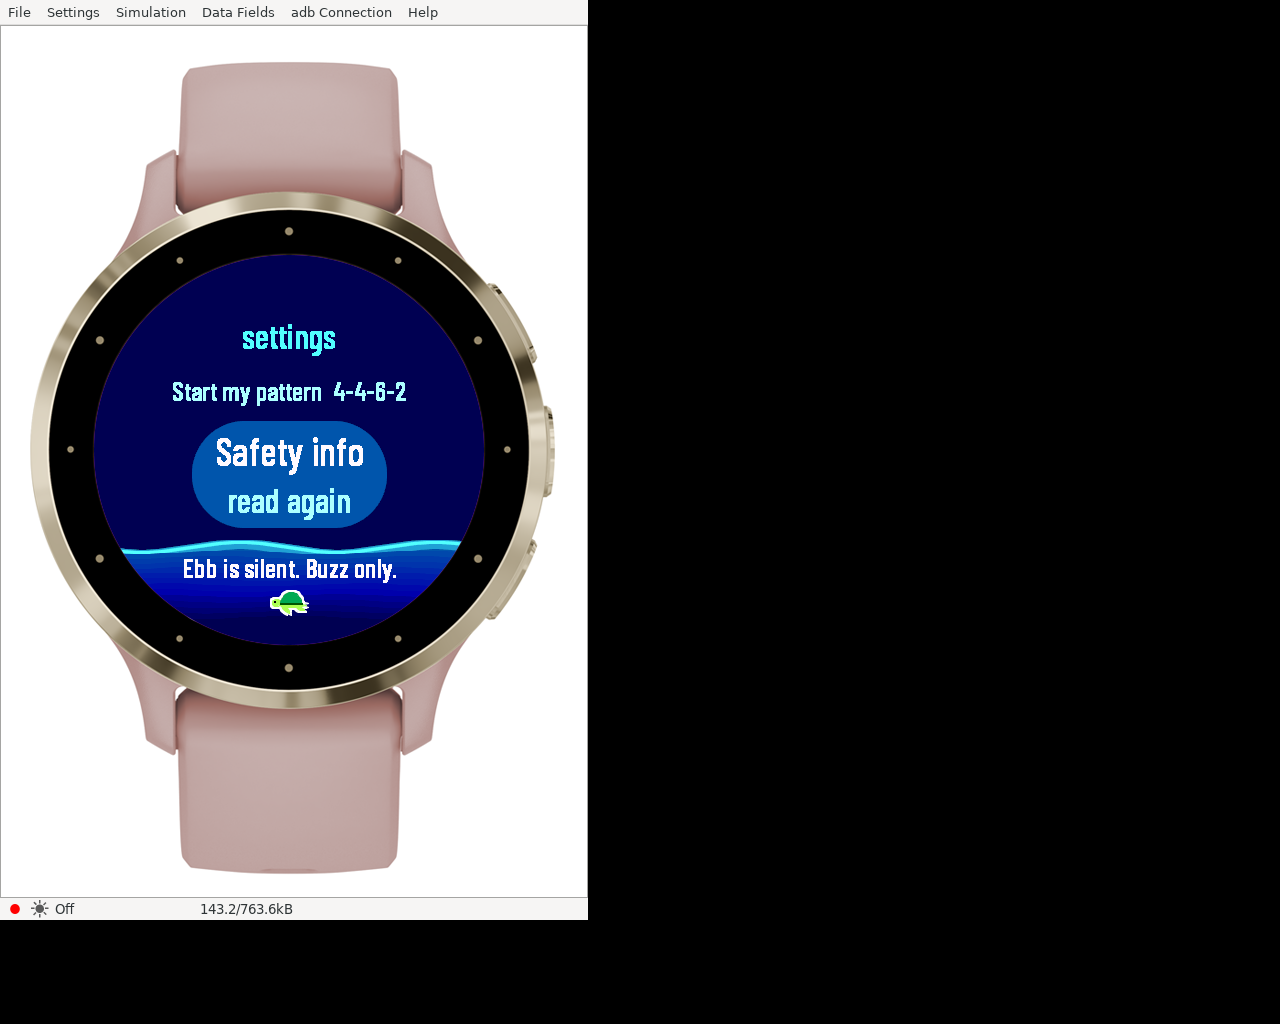 File Settings Simulation Data Fields adb Connection Help
settings
Start my pattern 4-4-6-2
Safety info
read again
Ebb is silent. Buzz only.
Off 143.2/763.6kB